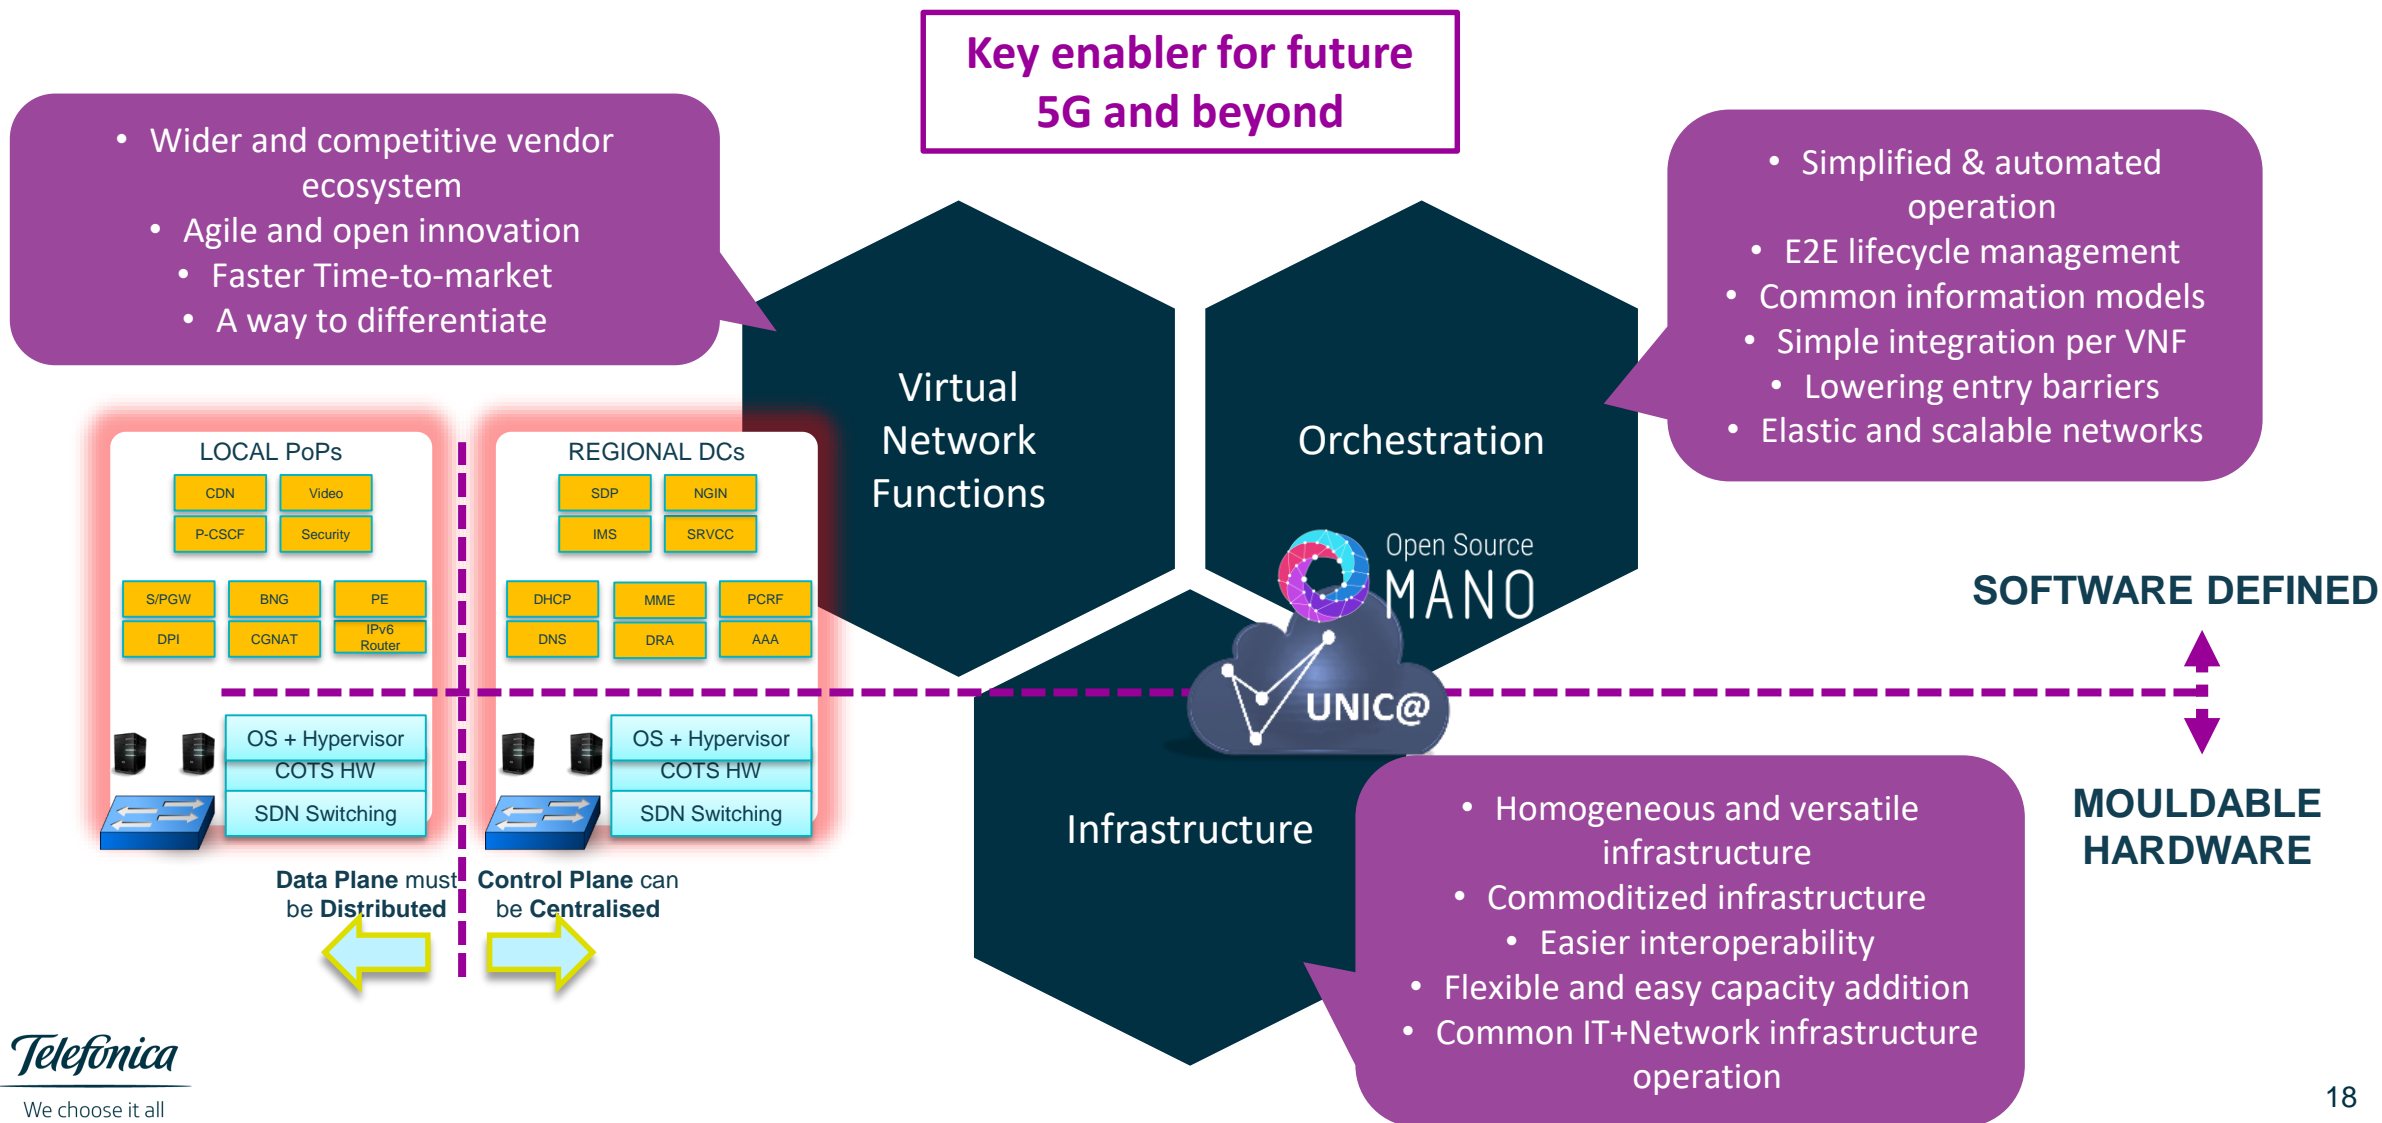 Key enabler for future
5G and beyond
• Wider and competitive vendor
ecosystem
• Agile and open innovation
• Faster Time-to-market
• A way to differentiate
• Simplified & automated
operation
• E2E lifecycle management
• Common information models
• Simple integration per VNF
• Lowering entry barriers
• Elastic and scalable networks
Virtual
Network
Functions
Orchestration
Open Source
MANO
UNIC@
Infrastructure
LOCAL PoPs
CDN
Video
P-CSCF
Security
S/PGW
BNG
PE
DPI
CGNAT
IPv6
Router
OS + Hypervisor
COTS HW
SDN Switching
REGIONAL DCs
SDP
NGIN
IMS
SRVCC
DHCP
MME
PCRF
DNS
DRA
AAA
OS + Hypervisor
COTS HW
SDN Switching
Data Plane must
be Distributed
Control Plane can
be Centralised
SOFTWARE DEFINED
MOULDABLE
HARDWARE
• Homogeneous and versatile
infrastructure
• Commoditized infrastructure
• Easier interoperability
• Flexible and easy capacity addition
• Common IT+Network infrastructure
operation
Telefónica
We choose it all
18